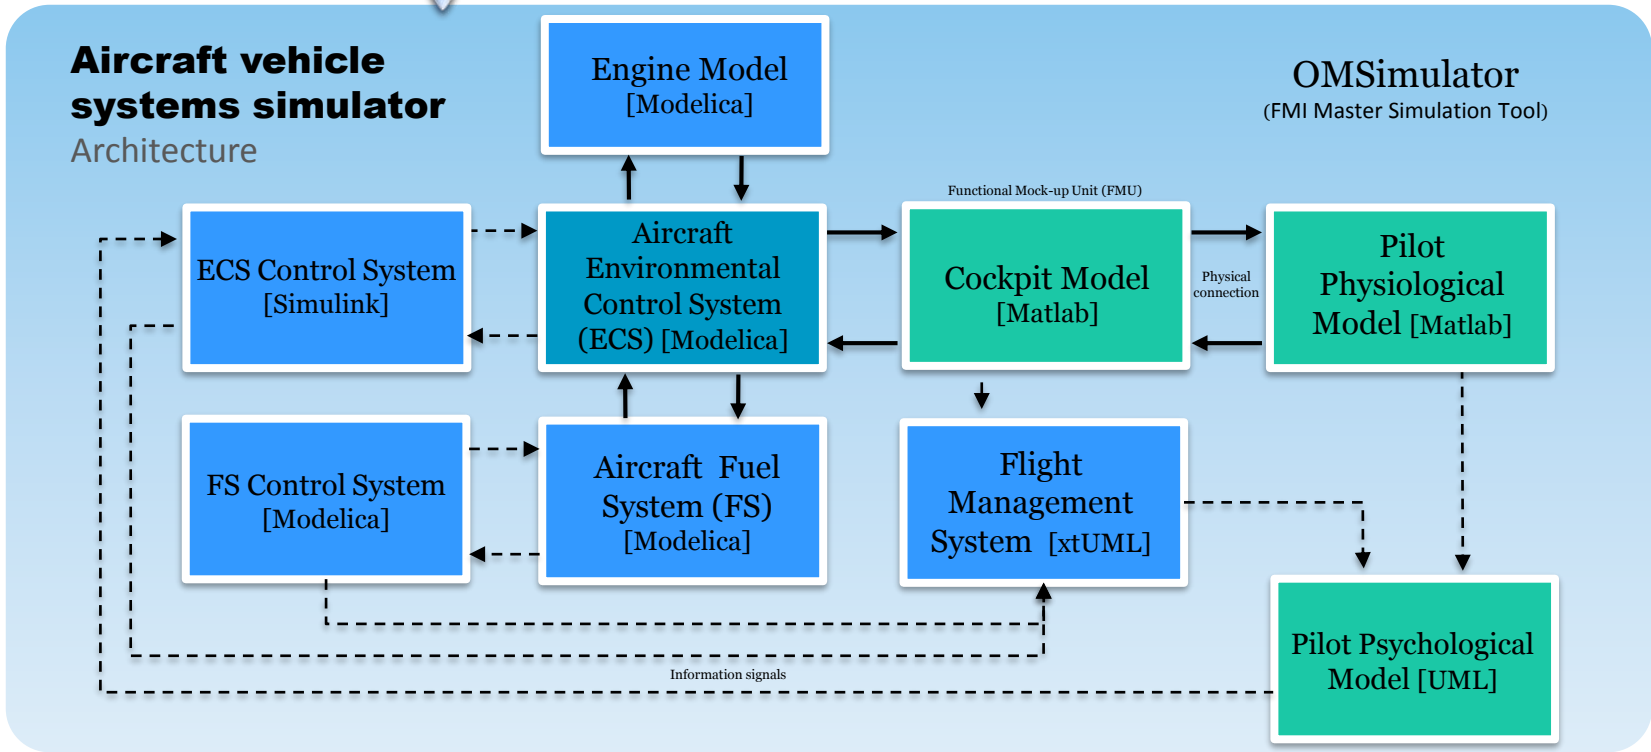 Aircraft vehicle
systems simulator
Architecture
Engine Model
[Modelica]
OMSimulator
(FMI Master Simulation Tool)
Functional Mock-up Unit (FMU)
ECS Control System
[Simulink]
Aircraft
Environmental
Control System
(ECS) [Modelica]
Cockpit Model
[Matlab]
Physical
connection
Pilot
Physiological
Model [Matlab]
FS Control System
[Modelica]
Aircraft Fuel
System (FS)
[Modelica]
Flight
Management
System [xtUML]
Pilot Psychological
Model [UML]
Information signals